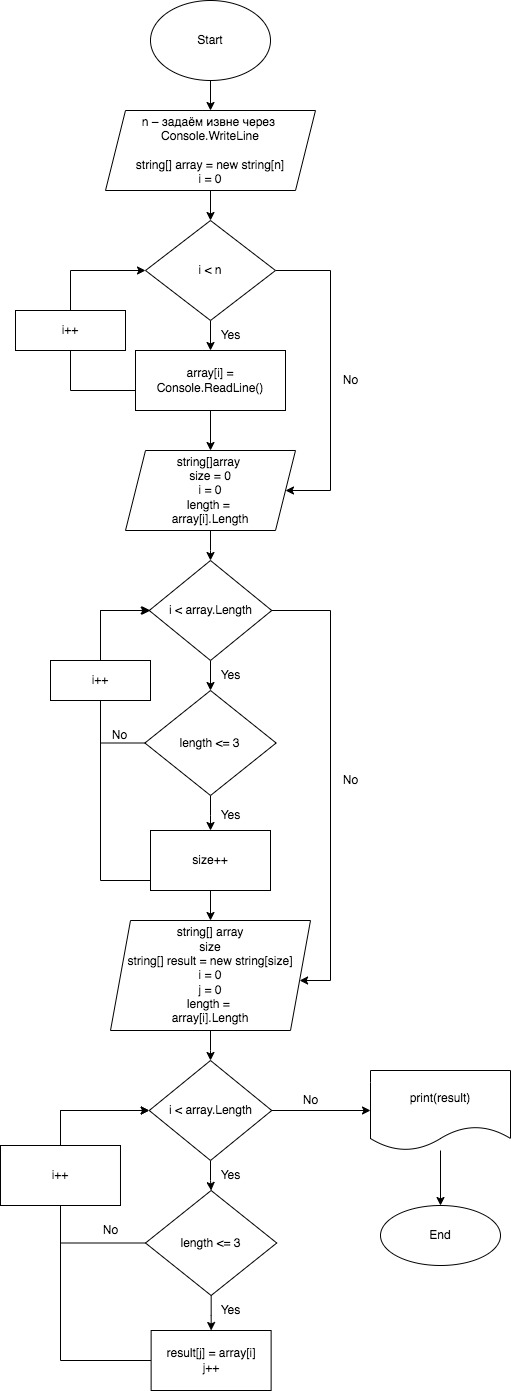 Start
n – задаём извне через
Console.WriteLine
string[] array = new string[n]
i = 0
i < n
i++
Yes
array[i] =
Console.ReadLine()
No
string[]array
size = 0
i = 0
length =
array[i].Length
i < array.Length
i++
Yes
No
length <= 3
No
Yes
size++
string[] array
size
string[] result = new string[size]
i = 0
j = 0
length =
array[i].Length
i < array.Length
No
print(result)
i++
Yes
No
length <= 3
End
Yes
result[j] = array[i]
j++